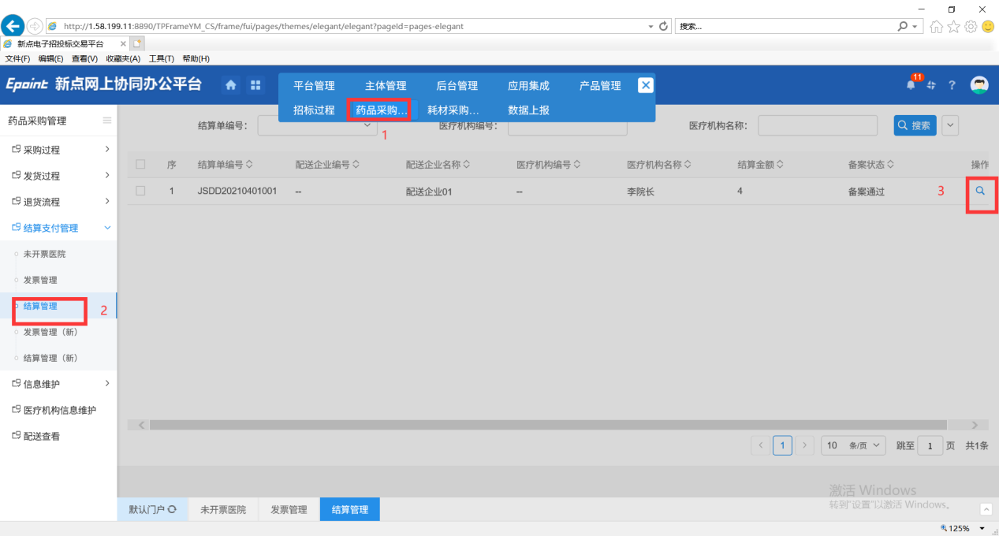 http://1.58.199.11:8890/TPFrameYM_CS/frame/fui/pages/themes/elegant/elegant?pageId=pages-elegant
搜索...
新点电子招投标交易平台
文件(F) 编辑(E) 查看(V) 收藏夹(A) 工具(T) 帮助(H)
Epoint 新点网上协同办公平台
平台管理 主体管理 后台管理 应用集成 产品管理
招标过程 药品采购... 耗材采购... 数据上报
11
?
1
药品采购管理
采购过程
发货过程
退货流程
结算支付管理
未开票医院
发票管理
结算管理
2
发票管理（新）
结算管理（新）
信息维护
医疗机构信息维护
配送查看
结算单编号： 医疗机构编号： 医疗机构名称： 搜索
序 结算单编号 配送企业编号 配送企业名称 医疗机构编号 医疗机构名称 结算金额 备案状态 操作
1 JSDD20210401001 -- 配送企业01 -- 李院长 4 备案通过
3
1 10 条/页 跳至 1 页 共1条
激活 Windows
转到"设置"以激活 Windows。
默认门户 未开票医院 发票管理 结算管理
125%